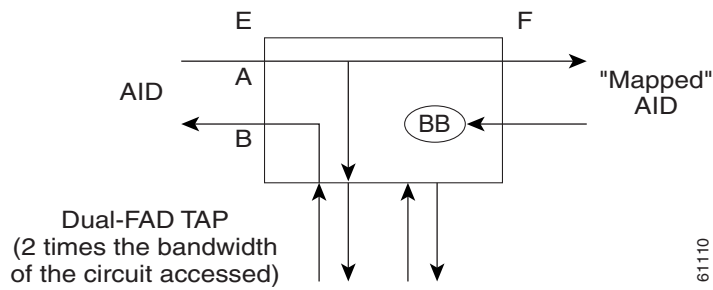 E
F
A
AID
"Mapped"
AID
BB
B
Dual-FAD TAP
(2 times the bandwidth
of the circuit accessed)
61110